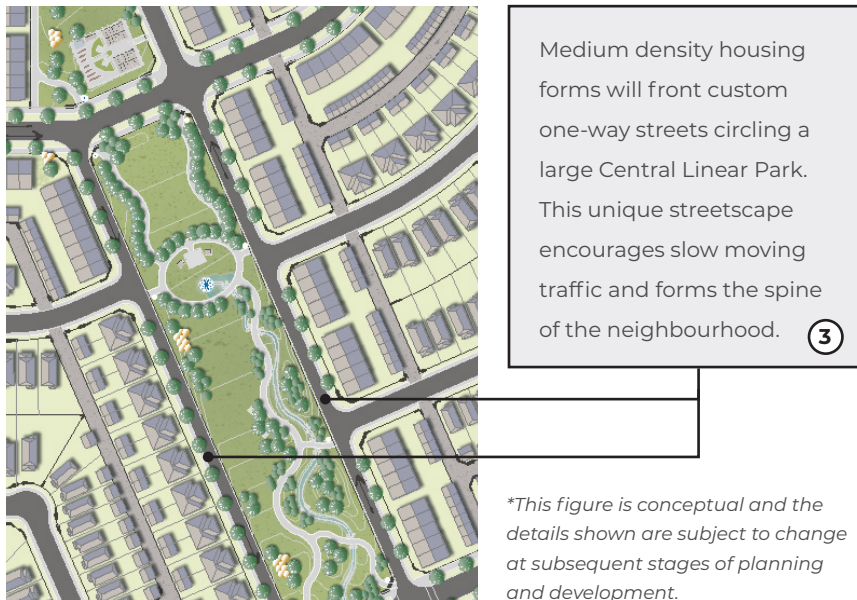 Medium density housing
forms will front custom
one-way streets circling a
large Central Linear Park.
This unique streetscape
encourages slow moving
traffic and forms the spine
of the neighbourhood.
3
*This figure is conceptual and the
details shown are subject to change
at subsequent stages of planning
and development.